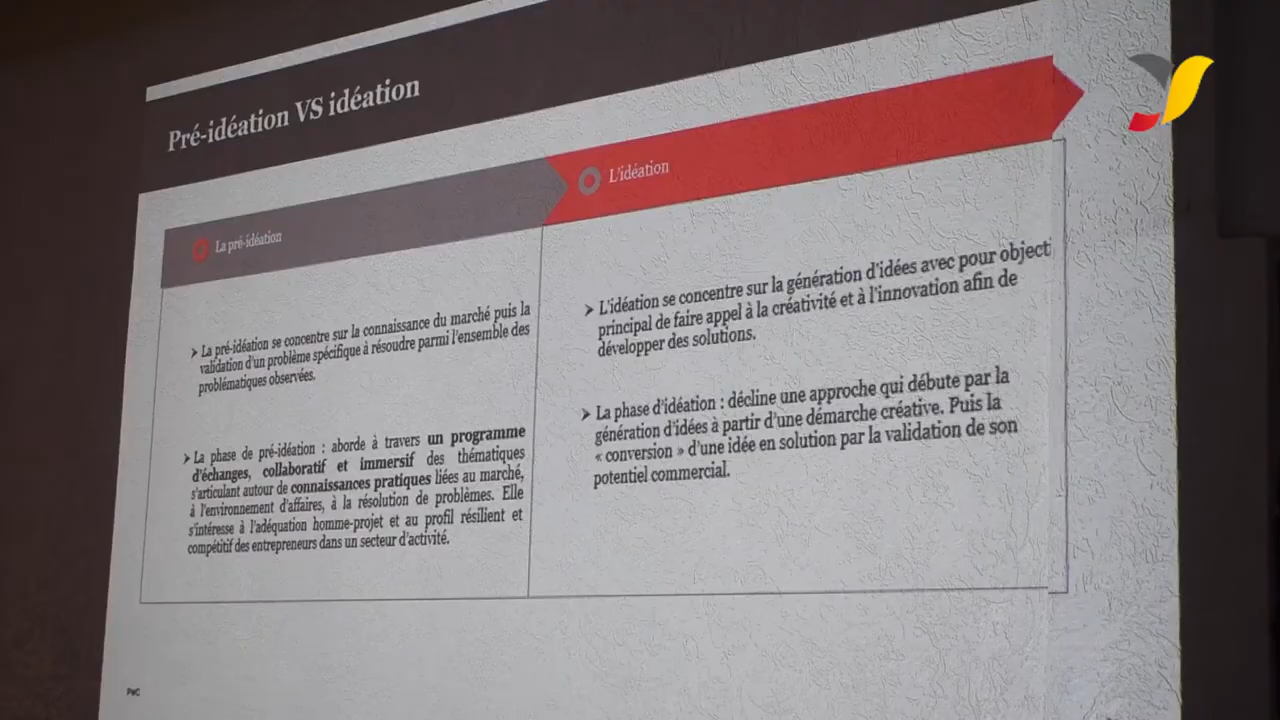 Pré-idéation VS idéation
La pré-idéation
L'idéation
➢ La pré-idéation se concentre sur la connaissance du marché puis la
validation d'un problème spécifique à résoudre parmi l'ensemble des
problématiques observées.
➢ La phase de pré-idéation : aborde à travers un programme
d'échanges, collaboratif et immersif des thématiques
s'articulant autour de connaissances pratiques liées au marché,
à l'environnement d'affaires, à la résolution de problèmes. Elle
s'intéresse à l'adéquation homme-projet et au profil résilient et
compétitif des entrepreneurs dans un secteur d'activité.
➢ L'idéation se concentre sur la génération d'idées avec pour objecti
principal de faire appel à la créativité et à l'innovation afin de
développer des solutions.
➢ La phase d'idéation : décline une approche qui débute par la
génération d'idées à partir d'une démarche créative. Puis la
« conversion » d'une idée en solution par la validation de son
potentiel commercial.
PwC